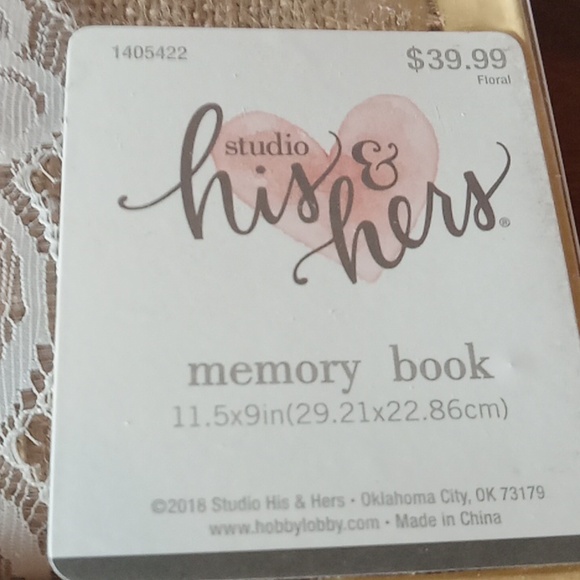 1405422
$39.99
Floral
studio
his &
hers®
memory book
11.5x9in(29.21x22.86cm)
©2018 Studio His & Hers • Oklahoma City, OK 73179
www.hobbylobby.com • Made in China